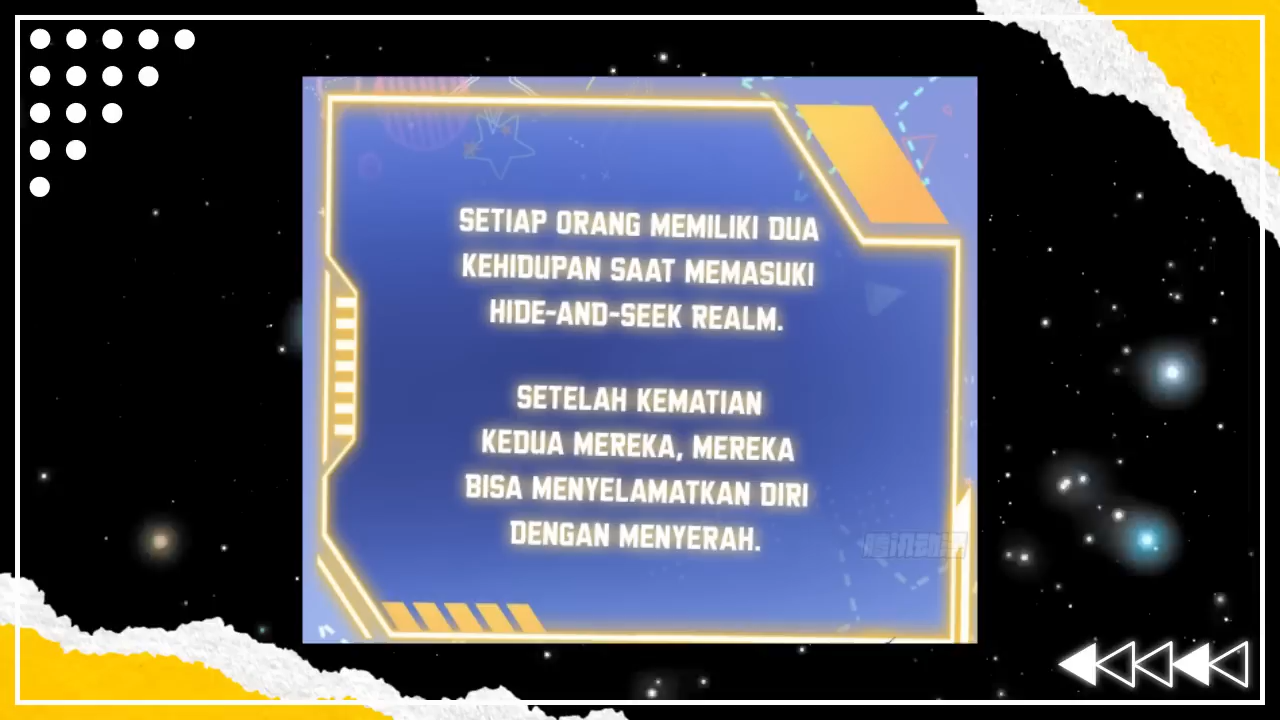 SETIAP ORANG MEMILIKI DUA
KEHIDUPAN SAAT MEMASUKI
HIDE-AND-SEEK REALM.
SETELAH KEMATIAN
KEDUA MEREKA, MEREKA
BISA MENYELAMATKAN DIRI
DENGAN MENYERAH.